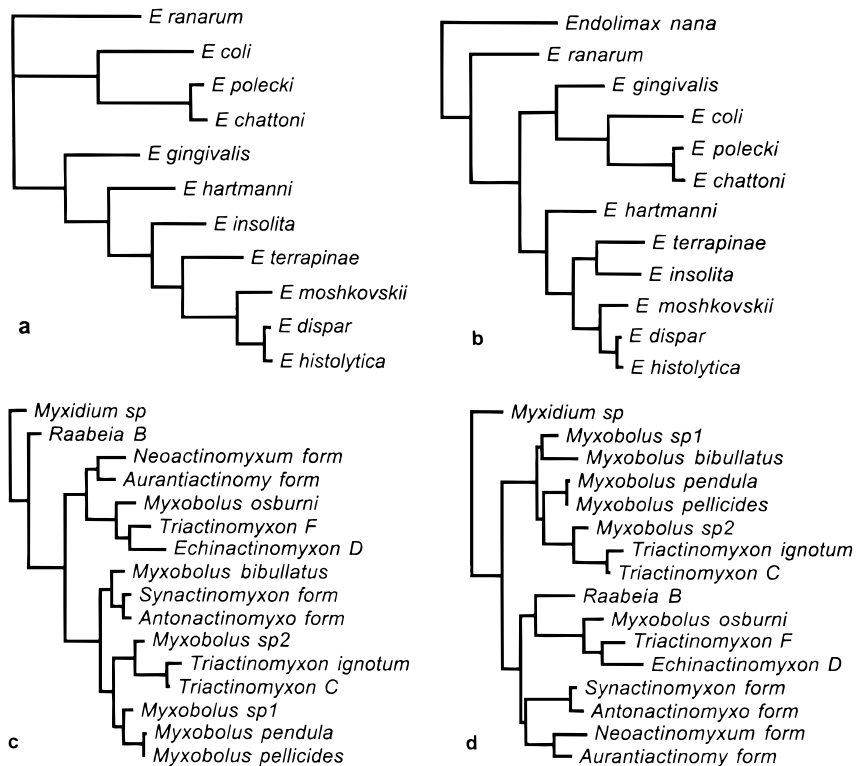 E ranarum
E coli
E polecki
E chattoni
E gingivalis
E hartmanni
E insolita
E terrapinae
E moshkovskii
E dispar
E histolytica
a
Endolimax nana
E ranarum
E gingivalis
E coli
E polecki
E chattoni
E hartmanni
E terrapinae
E insolita
E moshkovskii
E dispar
E histolytica
b
Myxidium sp
Raabeia B
Neoactinomyxum form
Aurantiactinomy form
Myxobolus osburni
Triactinomyxon F
Echinactinomyxon D
Myxobolus bibullatus
Synactinomyxon form
Antonactinomyxo form
Myxobolus sp2
Triactinomyxon ignotum
Triactinomyxon C
Myxobolus sp1
Myxobolus pendula
Myxobolus pellicides
c
Myxidium sp
Myxobolus sp1
Myxobolus bibullatus
Myxobolus pendula
Myxobolus pellicides
Myxobolus sp2
Triactinomyxon ignotum
Triactinomyxon C
Raabeia B
Myxobolus osburni
Triactinomyxon F
Echinactinomyxon D
Synactinomyxon form
Antonactinomyxo form
Neoactinomyxum form
Aurantiactinomy form
d